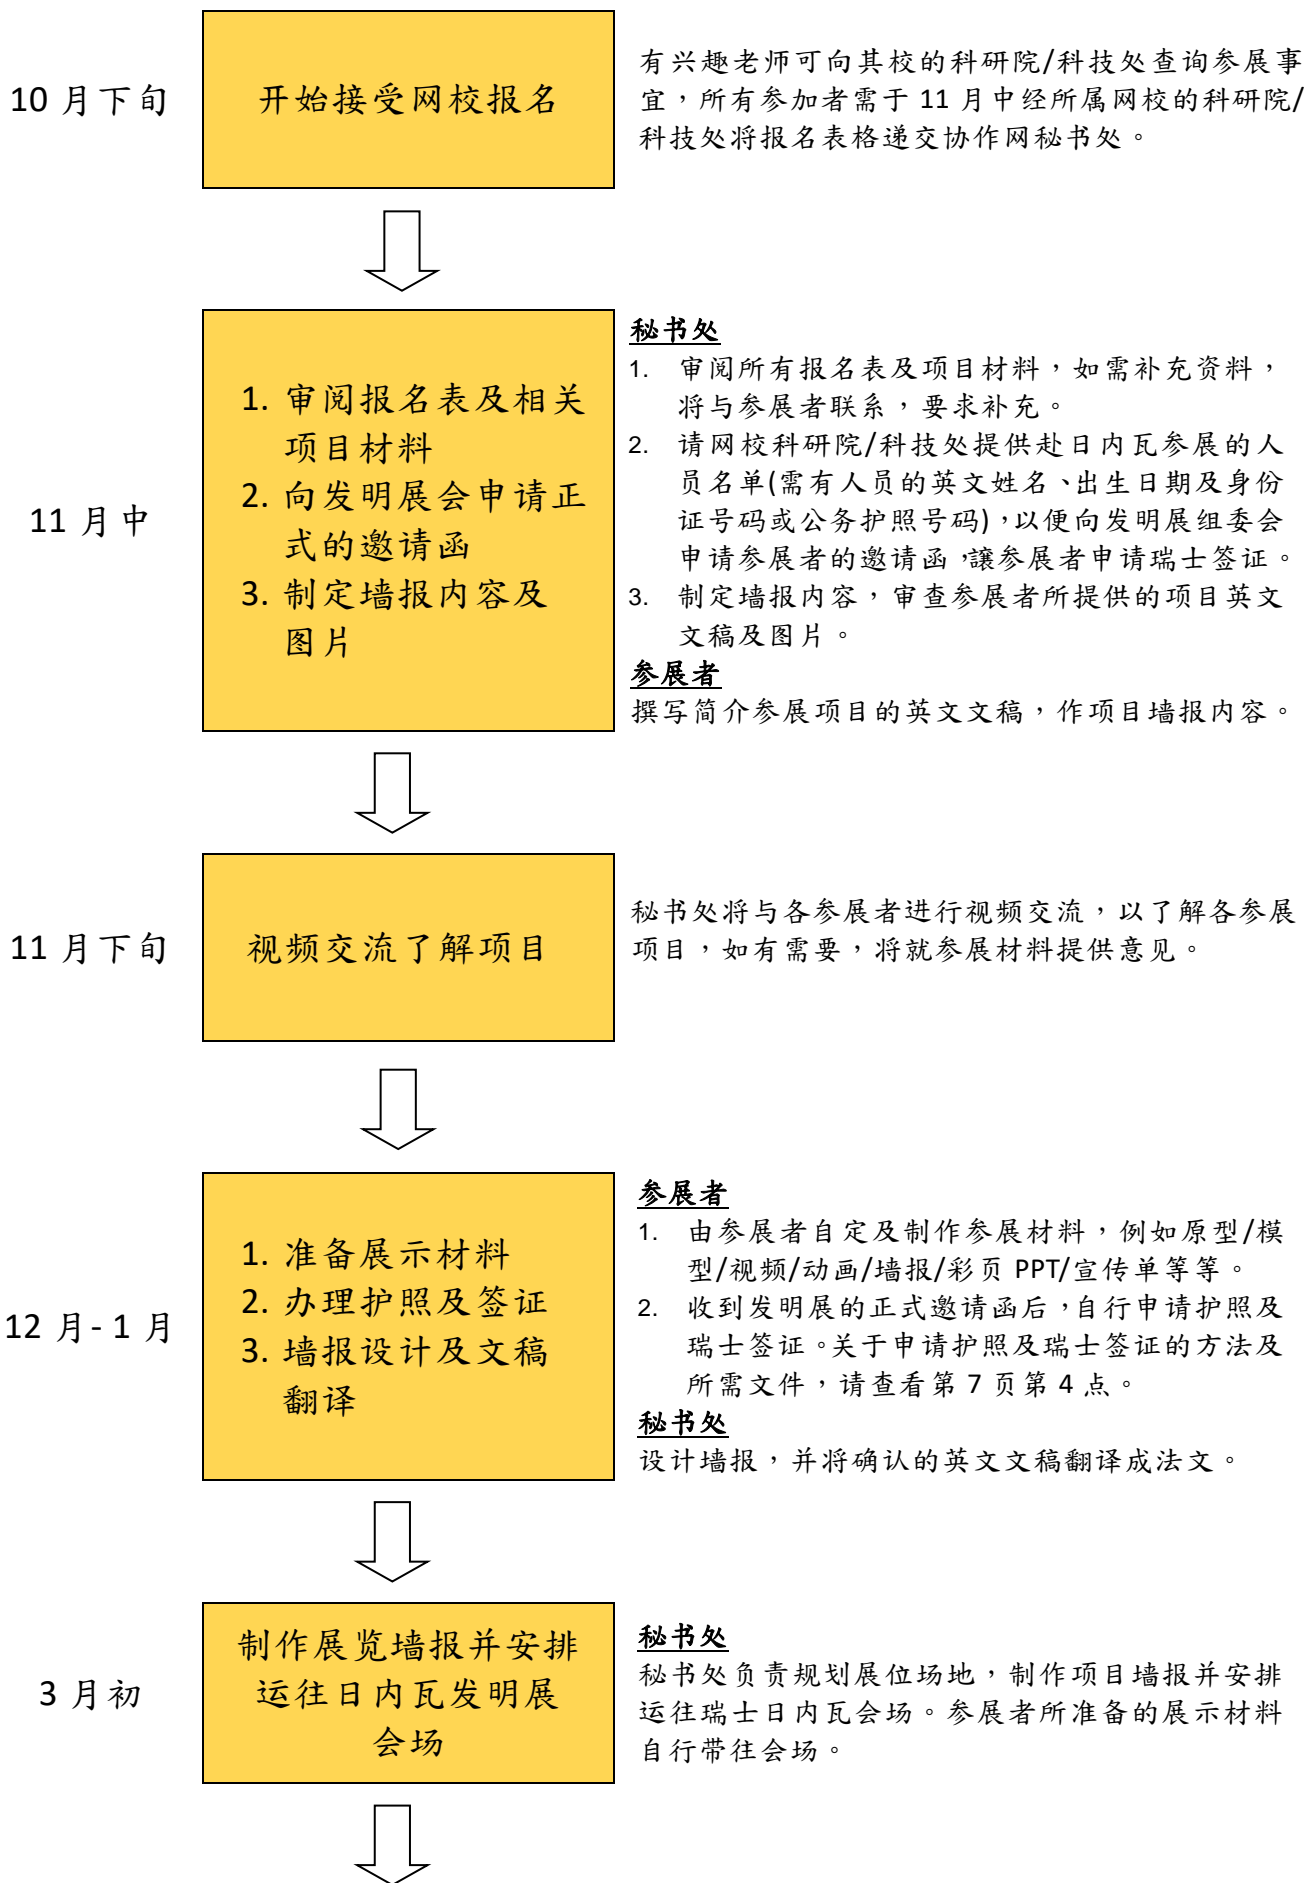 10 月下旬
开始接受网校报名
有兴趣老师可向其校的科研院/科技处查询参展事
宜，所有参加者需于 11 月中经所属网校的科研院/
科技处将报名表格递交协作网秘书处。
11 月中
1. 审阅报名表及相关
项目材料
2. 向发明展会申请正
式的邀请函
3. 制定墙报内容及
图片
秘书处
1. 审阅所有报名表及项目材料，如需补充资料，
将与参展者联系，要求补充。
2. 请网校科研院/科技处提供赴日内瓦参展的人
员名单(需有人员的英文姓名、出生日期及身份
证号码或公务护照号码)，以便向发明展组委会
申请参展者的邀请函，讓参展者申请瑞士签证。
3. 制定墙报内容，审查参展者所提供的项目英文
文稿及图片。
参展者
撰写简介参展项目的英文文稿，作项目墙报内容。
11 月下旬
视频交流了解项目
秘书处将与各参展者进行视频交流，以了解各参展
项目，如有需要，将就参展材料提供意见。
12 月- 1 月
1. 准备展示材料
2. 办理护照及签证
3. 墙报设计及文稿
翻译
参展者
1. 由参展者自定及制作参展材料，例如原型/模
型/视频/动画/墙报/彩页 PPT/宣传单等等。
2. 收到发明展的正式邀请函后，自行申请护照及
瑞士签证。关于申请护照及瑞士签证的方法及
所需文件，请查看第 7 页第 4 点。
秘书处
设计墙报，并将确认的英文文稿翻译成法文。
3 月初
制作展览墙报并安排
运往日内瓦发明展
会场
秘书处
秘书处负责规划展位场地，制作项目墙报并安排
运往瑞士日内瓦会场。参展者所准备的展示材料
自行带往会场。